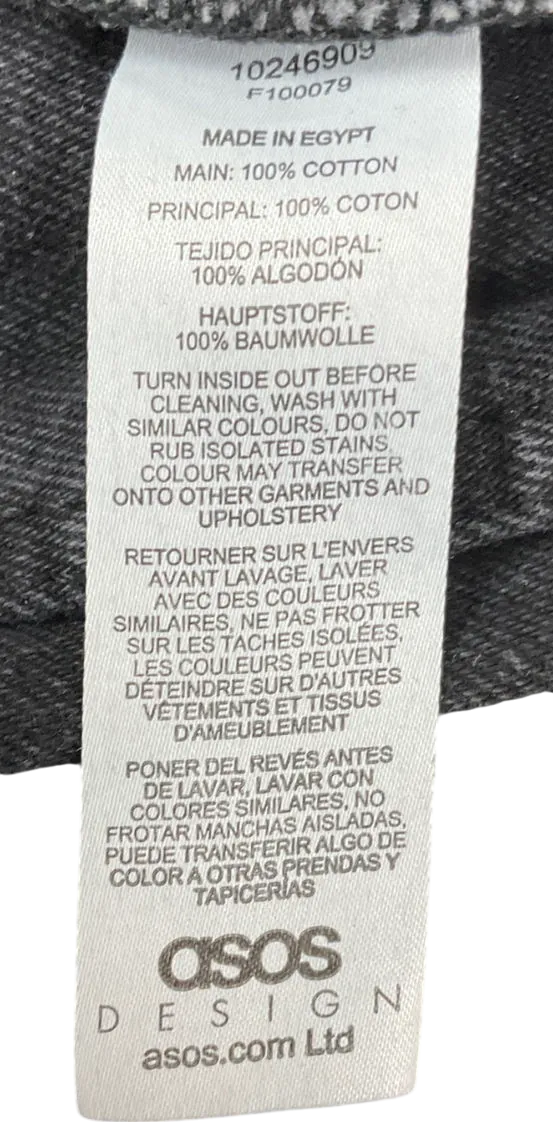 10246909
F100079
MADE IN EGYPT
MAIN: 100% COTTON
PRINCIPAL: 100% COTON
TEJIDO PRINCIPAL:
100% ALGODÓN
HAUPTSTOFF:
100% BAUMWOLLE
TURN INSIDE OUT BEFORE
CLEANING, WASH WITH
SIMILAR COLOURS, DO NOT
RUB ISOLATED STAINS,
COLOUR MAY TRANSFER
ONTO OTHER GARMENTS AND
UPHOLSTERY
RETOURNER SUR L'ENVERS
AVANT LAVAGE, LAVER
AVEC DES COULEURS
SIMILAIRES, NE PAS FROTTER
SUR LES TACHES ISOLÉES,
LES COULEURS PEUVENT
DÉTEINDRE SUR D'AUTRES
VÊTEMENTS ET TISSUS
D'AMEUBLEMENT
PONER DEL REVÉS ANTES
DE LAVAR, LAVAR CON
COLORES SIMILARES, NO
FROTAR MANCHAS AISLADAS,
PUEDE TRANSFERIR ALGO DE
COLOR A OTRAS PRENDAS Y
TAPICERÍAS
asos
DESIGN
asos.com Ltd